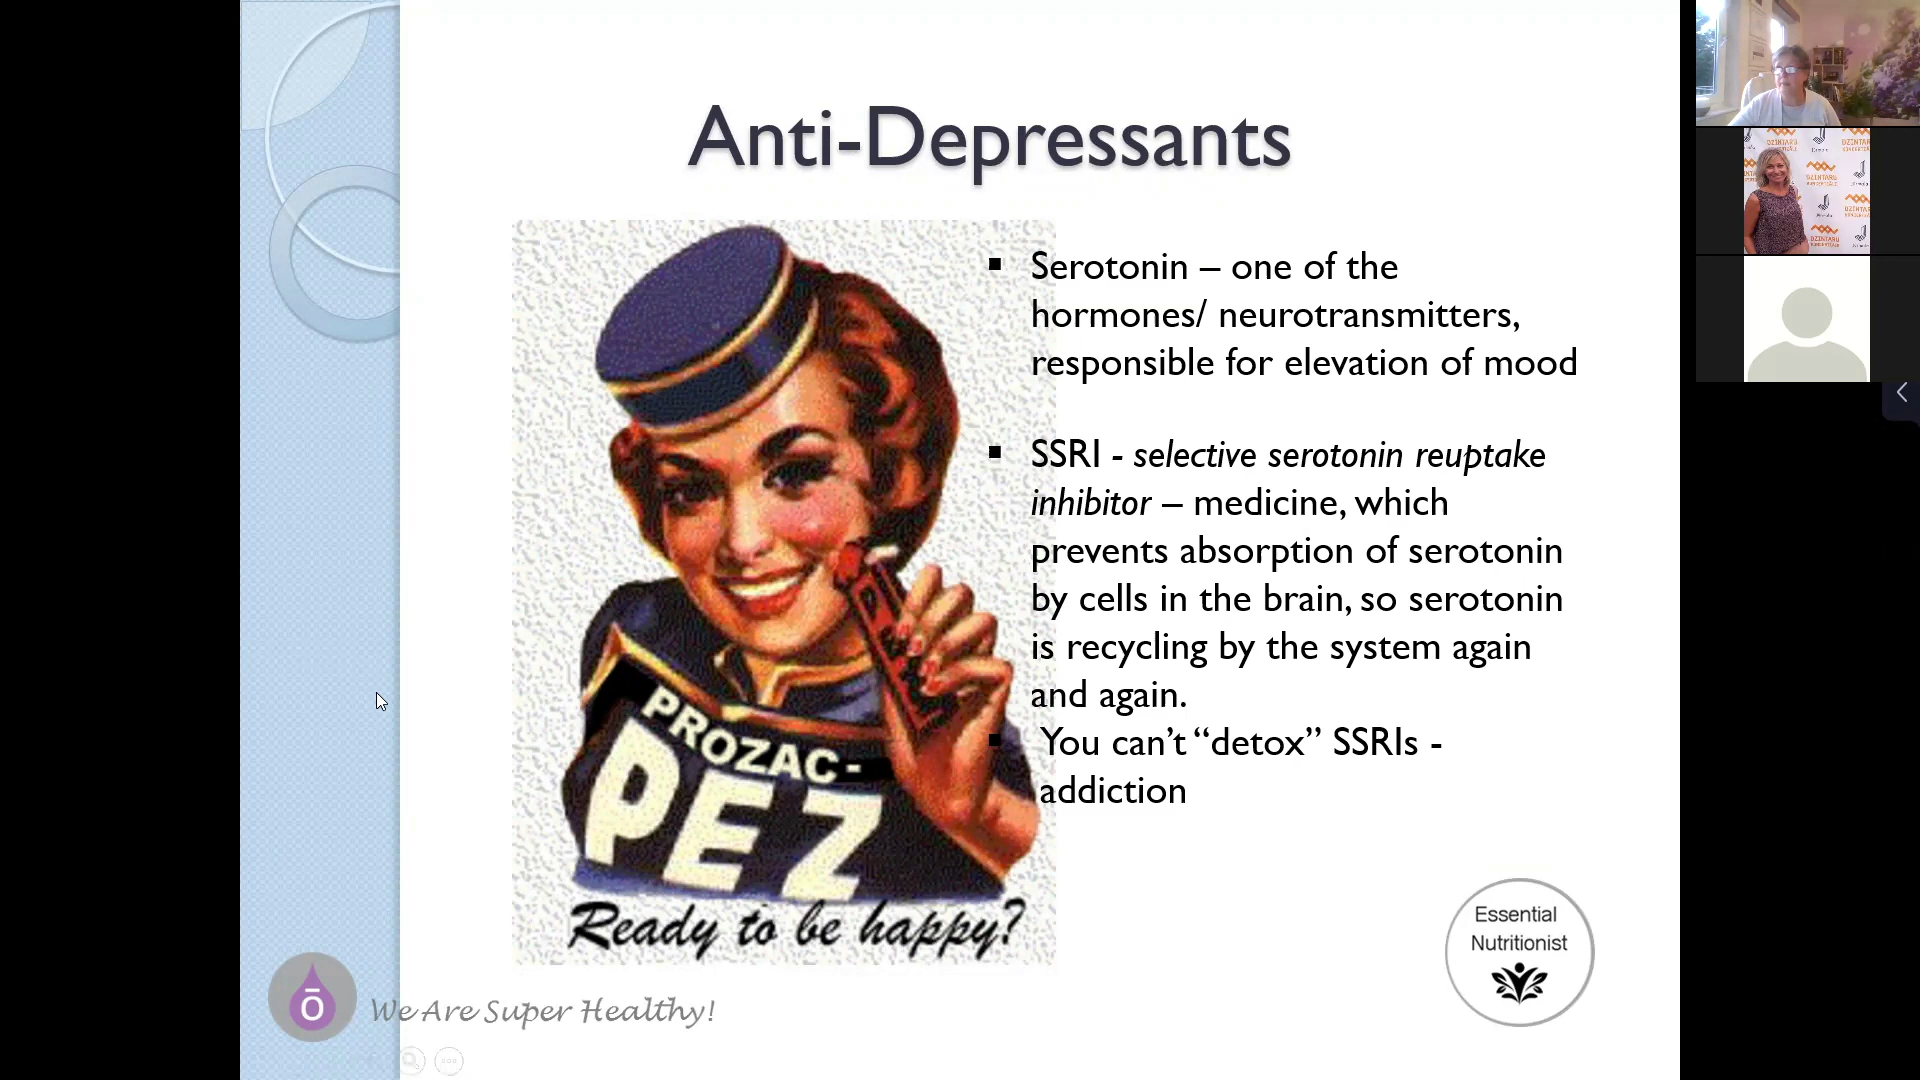 Anti-Depressants
Serotonin – one of the
hormones/ neurotransmitters,
responsible for elevation of mood
SSRI - selective serotonin reuptake
inhibitor – medicine, which
prevents absorption of serotonin
by cells in the brain, so serotonin
is recycling by the system again
and again.
You can't “detox” SSRIs -
addiction
PROZAC-
PEZ
Ready to be happy?
Essential
Nutritionist
ō
We Are Super Healthy!
DZINTARU
Jūrmala